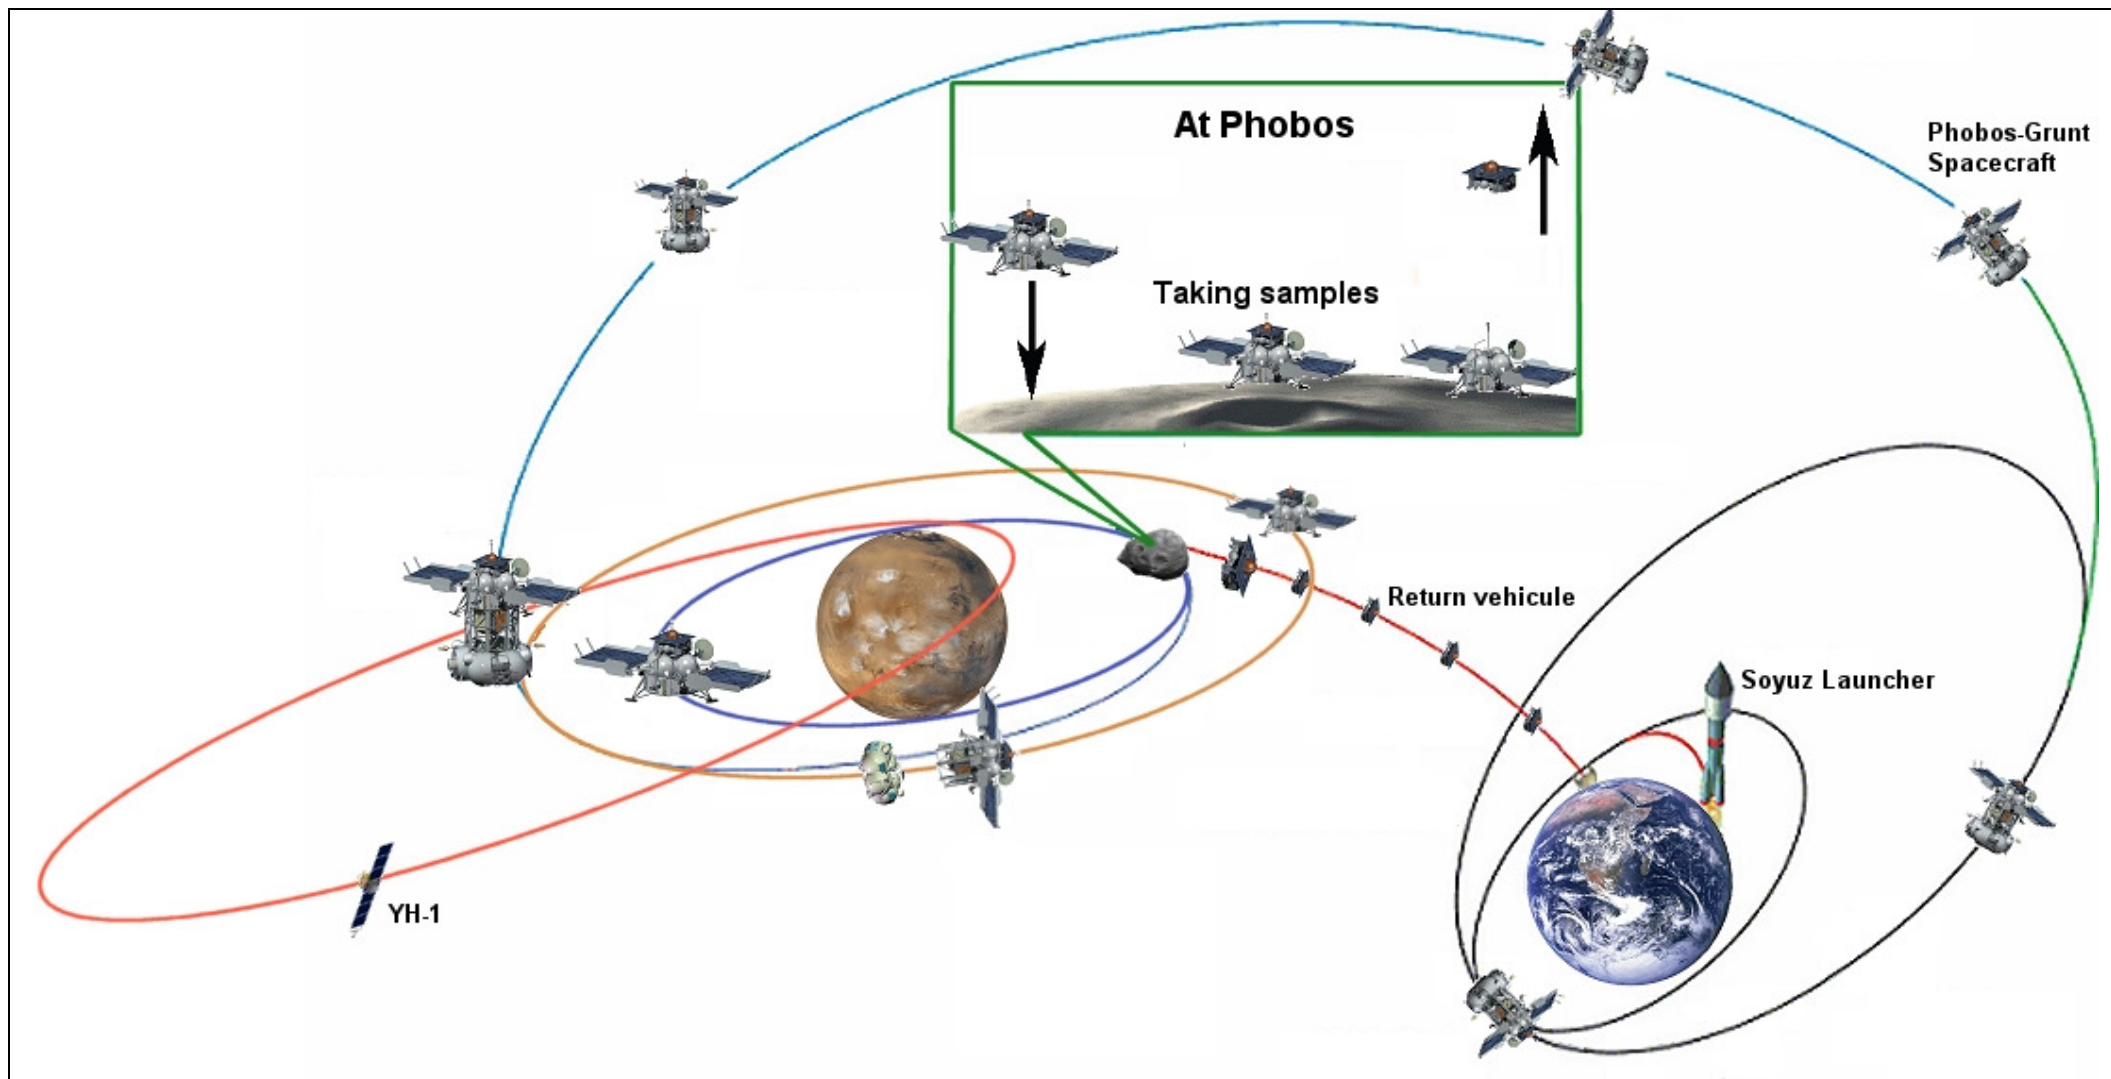 At Phobos
Phobos-Grunt
Spacecraft
Taking samples
Return vehicule
Soyuz Launcher
YH-1